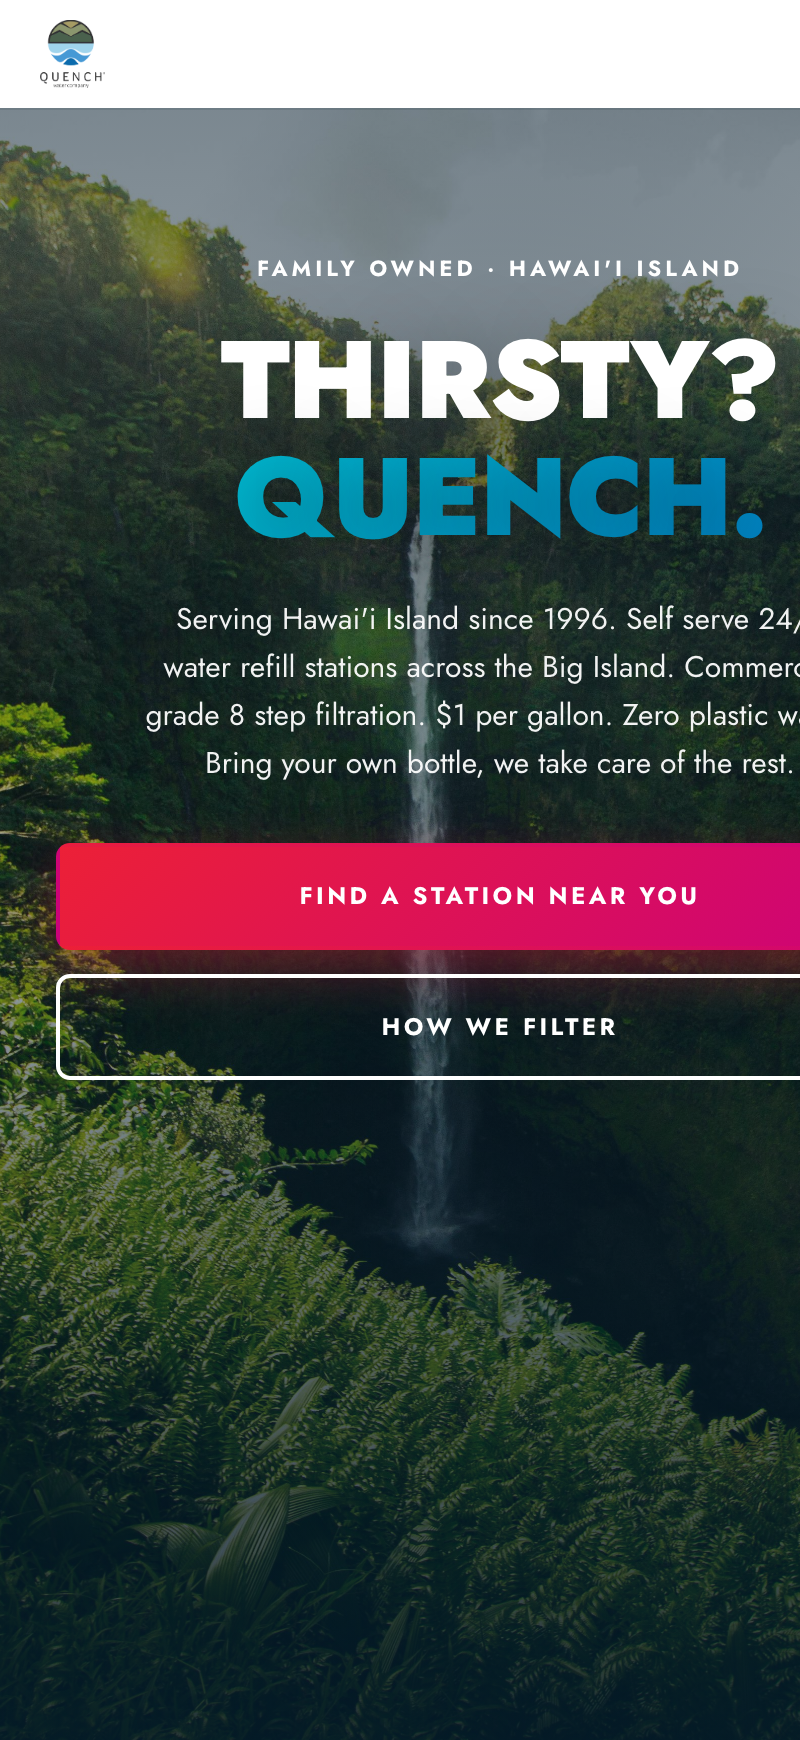 QUENCH
water company
FAMILY OWNED · HAWAI'I ISLAND
THIRSTY?
QUENCH.
Serving Hawai'i Island since 1996. Self serve 24/
water refill stations across the Big Island.
grade 8 step filtration. $1 per gallon. Zero plastic
Bring your own bottle, we take care of the rest.
FIND A STATION NEAR YOU
HOW WE FILTER